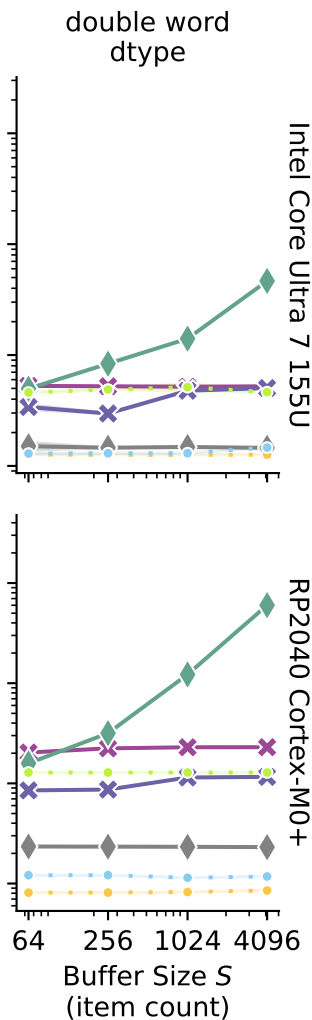 double word
dtype
Intel Core Ultra 7 155U
RP2040 Cortex-M0+
64 256 1024 4096
Buffer Size S
(item count)